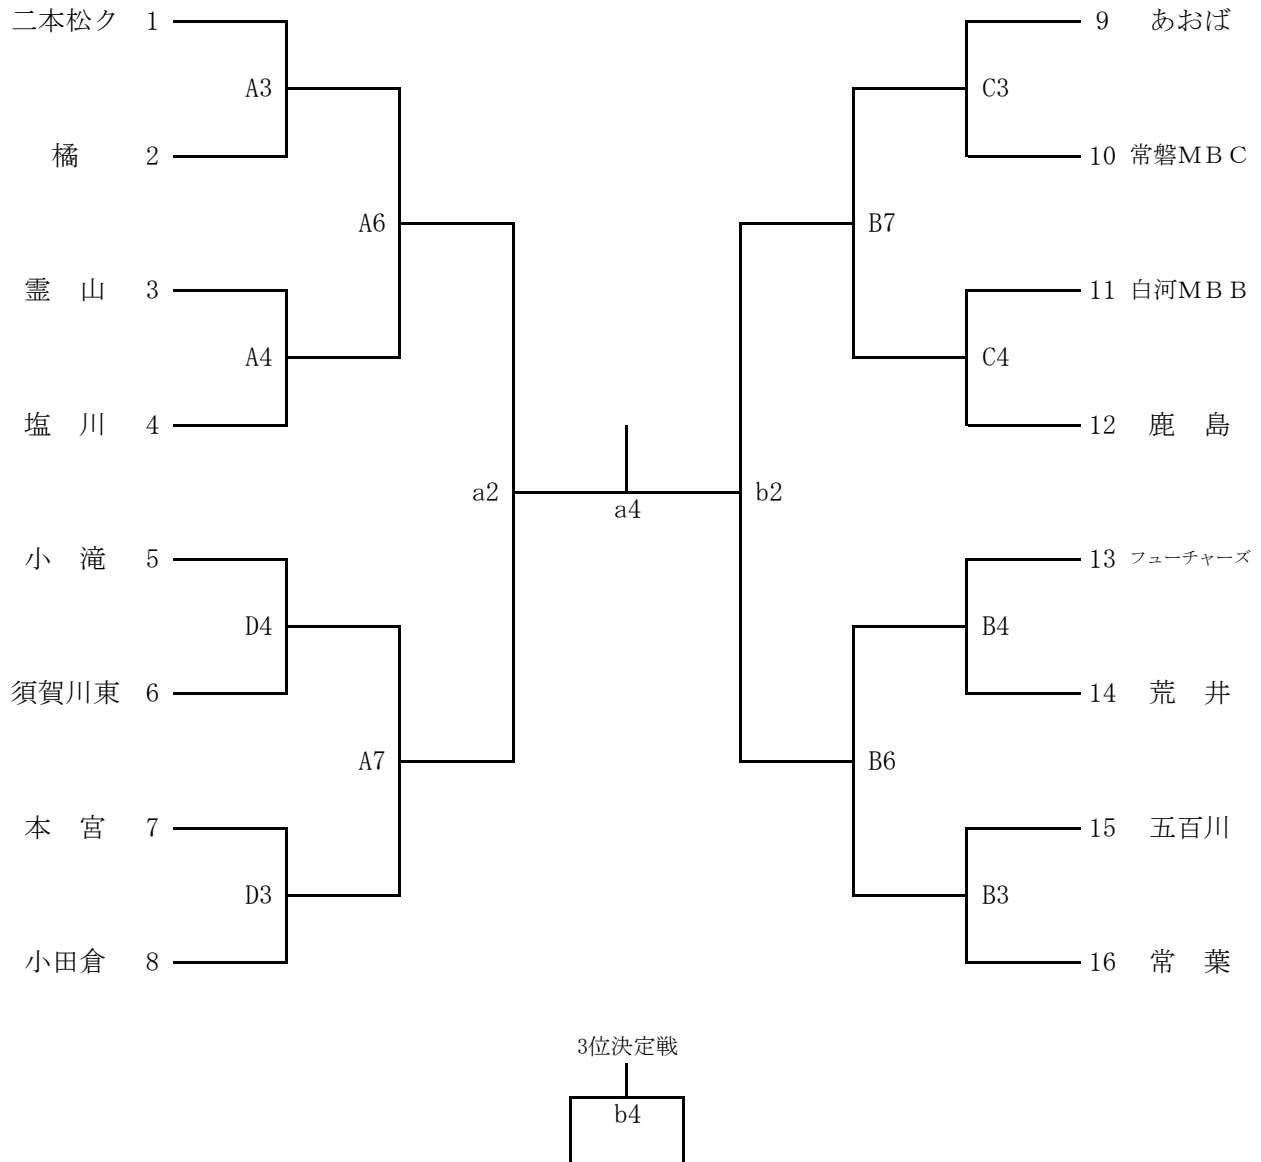 二本松ク 1
A3
橘 2
A6
霊　山 3
A4
塩　川 4
a2
小　滝 5
D4
須賀川東 6
A7
本　宮 7
D3
小田倉 8
a4
9 あおば
C3
10 常磐ＭＢＣ
B7
11 白河ＭＢＢ
C4
12 鹿　島
b2
13 フューチャーズ
B4
14 荒　井
B6
15 五百川
B3
16 常　葉
3位決定戦
b4